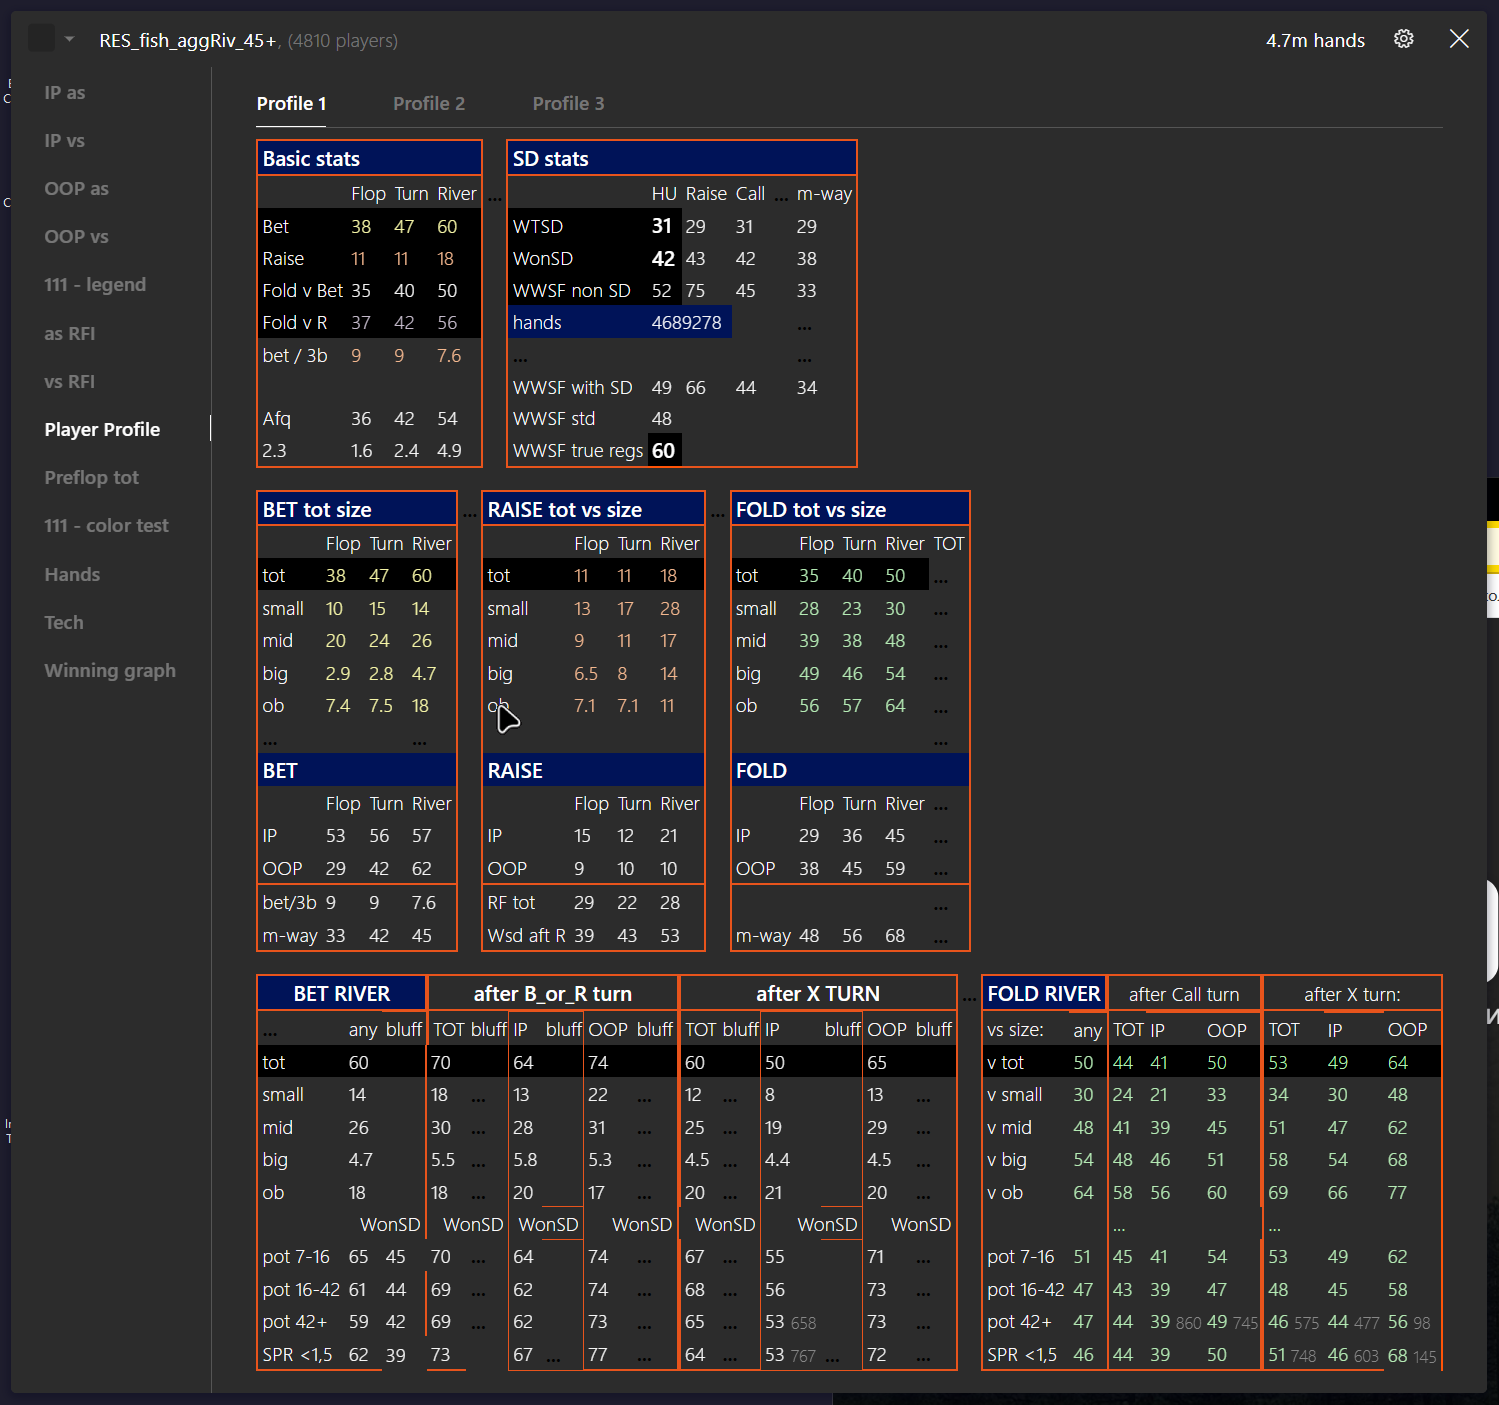 RES_fish_aggRiv_45+, (4810 players)
4.7m hands
IP as
IP vs
OOP as
OOP vs
111 - legend
as RFI
vs RFI
Player Profile
Preflop tot
111 - color test
Hands
Tech
Winning graph
Profile 1 Profile 2 Profile 3
Basic stats
Flop Turn River ...
Bet 38 47 60
Raise 11 11 18
Fold v Bet 35 40 50
Fold v R 37 42 56
bet / 3b 9 9 7.6
Afq 36 42 54
2.3 1.6 2.4 4.9
SD stats
HU Raise Call ... m-way
WTSD 31 29 31 29
WonSD 42 43 42 38
WWSF non SD 52 75 45 33
hands 4689278 ...
... ...
WWSF with SD 49 66 44 34
WWSF std 48
WWSF true regs 60
BET tot size ...
Flop Turn River
tot 38 47 60
small 10 15 14
mid 20 24 26
big 2.9 2.8 4.7
ob 7.4 7.5 18
... ...
BET
Flop Turn River
IP 53 56 57
OOP 29 42 62
bet/3b 9 9 7.6
m-way 33 42 45
RAISE tot vs size ...
Flop Turn River
tot 11 11 18
small 13 17 28
mid 9 11 17
big 6.5 8 14
ob 7.1 7.1 11
RAISE
Flop Turn River
IP 15 12 21
OOP 9 10 10
RF tot 29 22 28
Wsd aft R 39 43 53
FOLD tot vs size
Flop Turn River TOT
tot 35 40 50 ...
small 28 23 30 ...
mid 39 38 48 ...
big 49 46 54 ...
ob 56 57 64 ...
...
FOLD
Flop Turn River ...
IP 29 36 45 ...
OOP 38 45 59 ...
...
m-way 48 56 68 ...
BET RIVER after B_or_R turn after X TURN ...
... any bluff TOT bluff IP bluff OOP bluff TOT bluff IP bluff OOP bluff
tot 60 70 64 74 60 50 65
small 14 18 ... 13 22 ... 12 ... 8 13 ...
mid 26 30 ... 28 31 ... 25 ... 19 29 ...
big 4.7 5.5 ... 5.8 5.3 ... 4.5 ... 4.4 4.5 ...
ob 18 18 ... 20 17 ... 20 ... 21 20 ...
WonSD WonSD WonSD WonSD WonSD WonSD WonSD
pot 7-16 65 45 70 ... 64 74 ... 67 ... 55 71 ...
pot 16-42 61 44 69 ... 62 74 ... 68 ... 56 73 ...
pot 42+ 59 42 69 ... 62 73 ... 65 ... 53 658 73 ...
SPR <1,5 62 39 73 67 ... 77 ... 64 ... 53 767 ... 72 ...
FOLD RIVER after Call turn after X turn:
vs size: any TOT IP OOP TOT IP OOP
v tot 50 44 41 50 53 49 64
v small 30 24 21 33 34 30 48
v mid 48 41 39 45 51 47 62
v big 54 48 46 51 58 54 68
v ob 64 58 56 60 69 66 77
... ...
pot 7-16 51 45 41 54 53 49 62
pot 16-42 47 43 39 47 48 45 58
pot 42+ 47 44 39 860 49 745 46 575 44 477 56 98
SPR <1,5 46 44 39 50 51 748 46 603 68 145